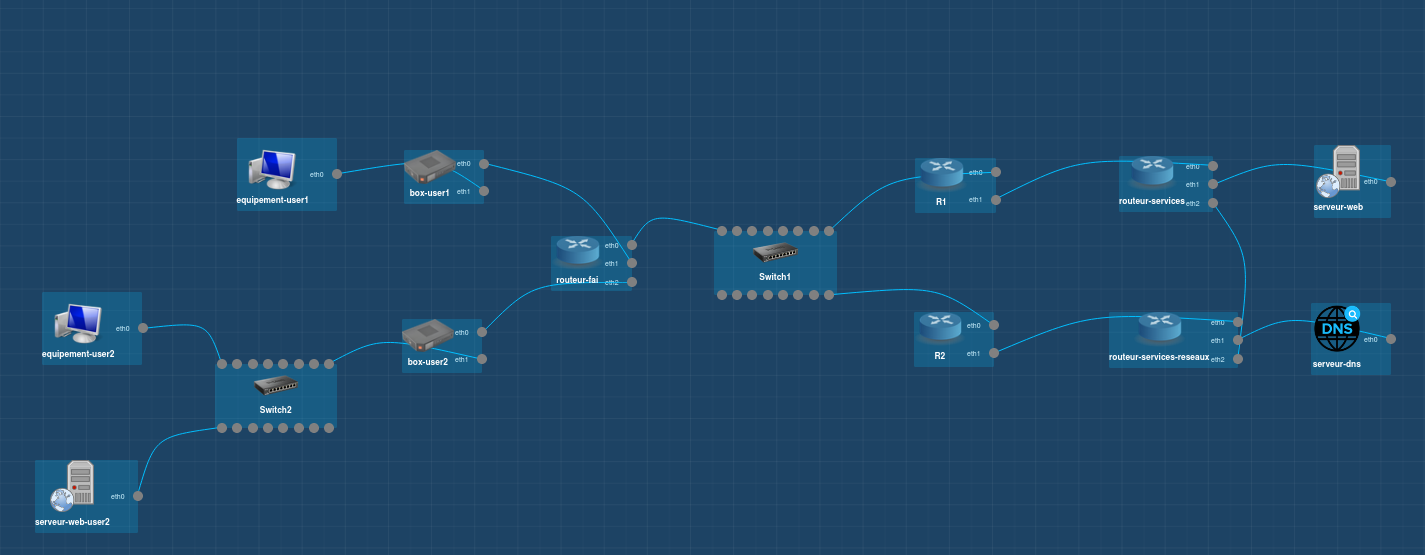 eth0
equipement-user1
eth0
eth1
box-user1
eth0
eth1
eth2
routeur-fai
Switch1
eth0
eth1
R1
eth0
eth1
eth2
routeur-services
eth0
serveur-web
eth0
equipement-user2
eth0
eth1
box-user2
Switch2
eth0
serveur-web-user2
eth0
eth1
R2
eth0
eth1
eth2
routeur-services-reseaux
DNS
eth0
serveur-dns